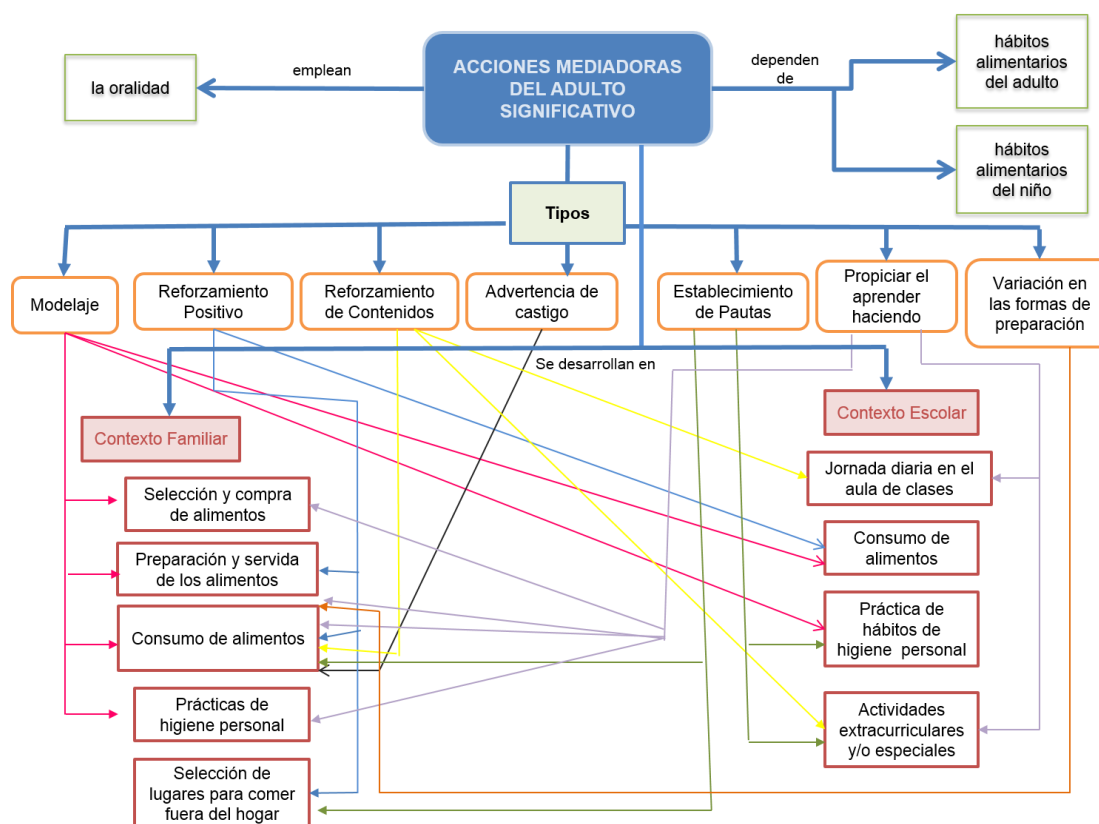 la oralidad
emplean
ACCIONES MEDIADORAS
DEL ADULTO
SIGNIFICATIVO
dependen
de
hábitos
alimentarios
del adulto
hábitos
alimentarios
del niño
Tipos
Modelaje
Reforzamiento
Positivo
Reforzamiento
de Contenidos
Advertencia de
castigo
Establecimiento
de Pautas
Propiciar el
aprender
haciendo
Variación en
las formas de
preparación
Se desarrollan en
Contexto Familiar
Contexto Escolar
Selección y compra
de alimentos
Preparación y servida
de los alimentos
Consumo de alimentos
Prácticas de
higiene personal
Selección de
lugares para comer
fuera del hogar
Jornada diaria en el
aula de clases
Consumo de
alimentos
Práctica de
hábitos de
higiene personal
Actividades
extracurriculares
y/o especiales